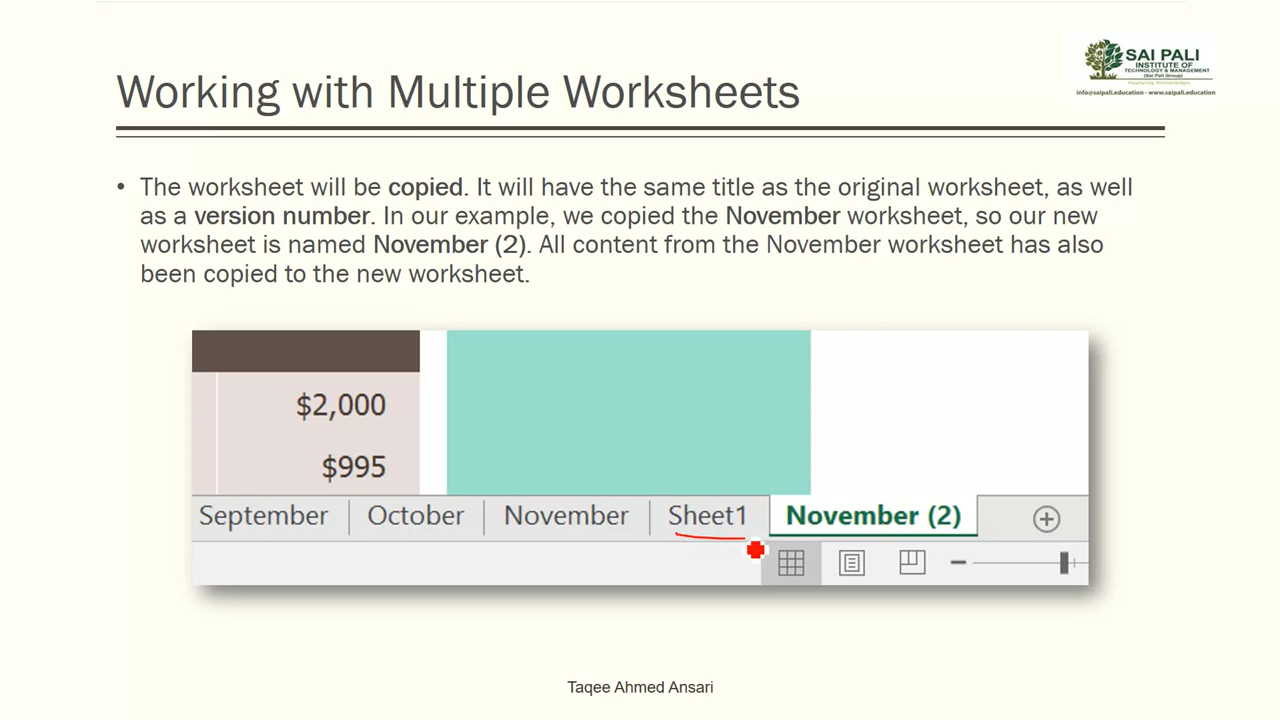 Working with Multiple Worksheets
SAI PALI
INSTITUTE OF
TECHNOLOGY & MANAGEMENT
(Sai Pali Group)
info@saipali.education - www.saipali.education
• The worksheet will be copied. It will have the same title as the original worksheet, as well
as a version number. In our example, we copied the November worksheet, so our new
worksheet is named November (2). All content from the November worksheet has also
been copied to the new worksheet.
$2,000
$995
September October November Sheet1 November (2)
Taqee Ahmed Ansari